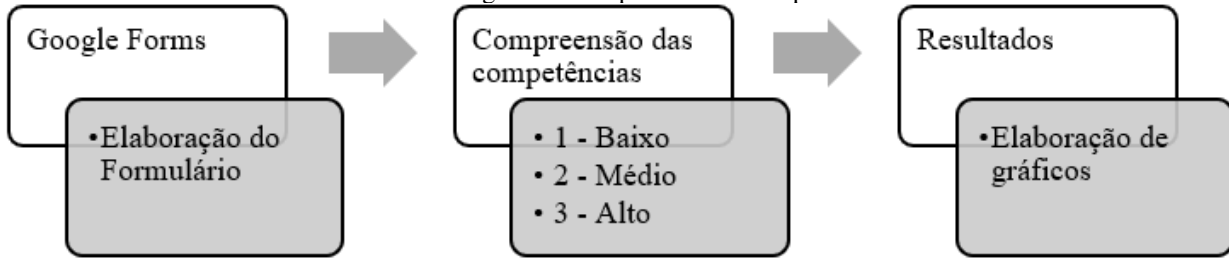 Google Forms
•Elaboração do
Formulário
Compreensão das
competências
• 1 - Baixo
• 2 - Médio
• 3 - Alto
Resultados
•Elaboração de
gráficos